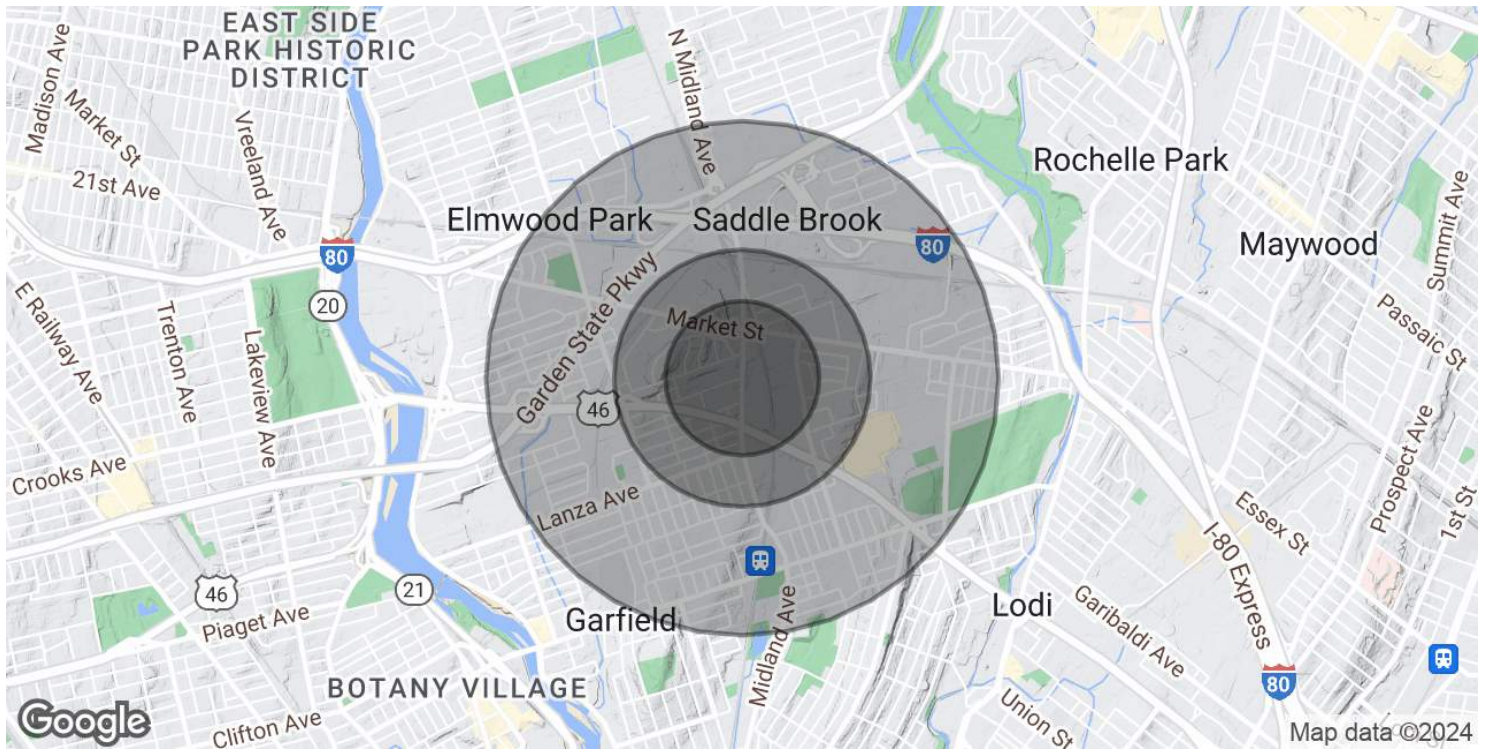 EAST SIDE
PARK HISTORIC
DISTRICT
Madison Ave
Market St
Vreeland Ave
21st Ave
N Midland Ave
Rochelle Park
Elmwood Park
Saddle Brook
80
80
Maywood
Summit Ave
20
E Railway Ave
Trenton Ave
Lakeview Ave
Garden State Pkwy
Market St
Passaic St
46
Crooks Ave
Lanza Ave
Prospect Ave
1st St
Essex St
I-80 Express
46
21
Piaget Ave
Garfield
Midland Ave
Lodi
Garibaldi Ave
BOTANY VILLAGE
80
Union St
Clifton Ave
Google
Map data ©2024